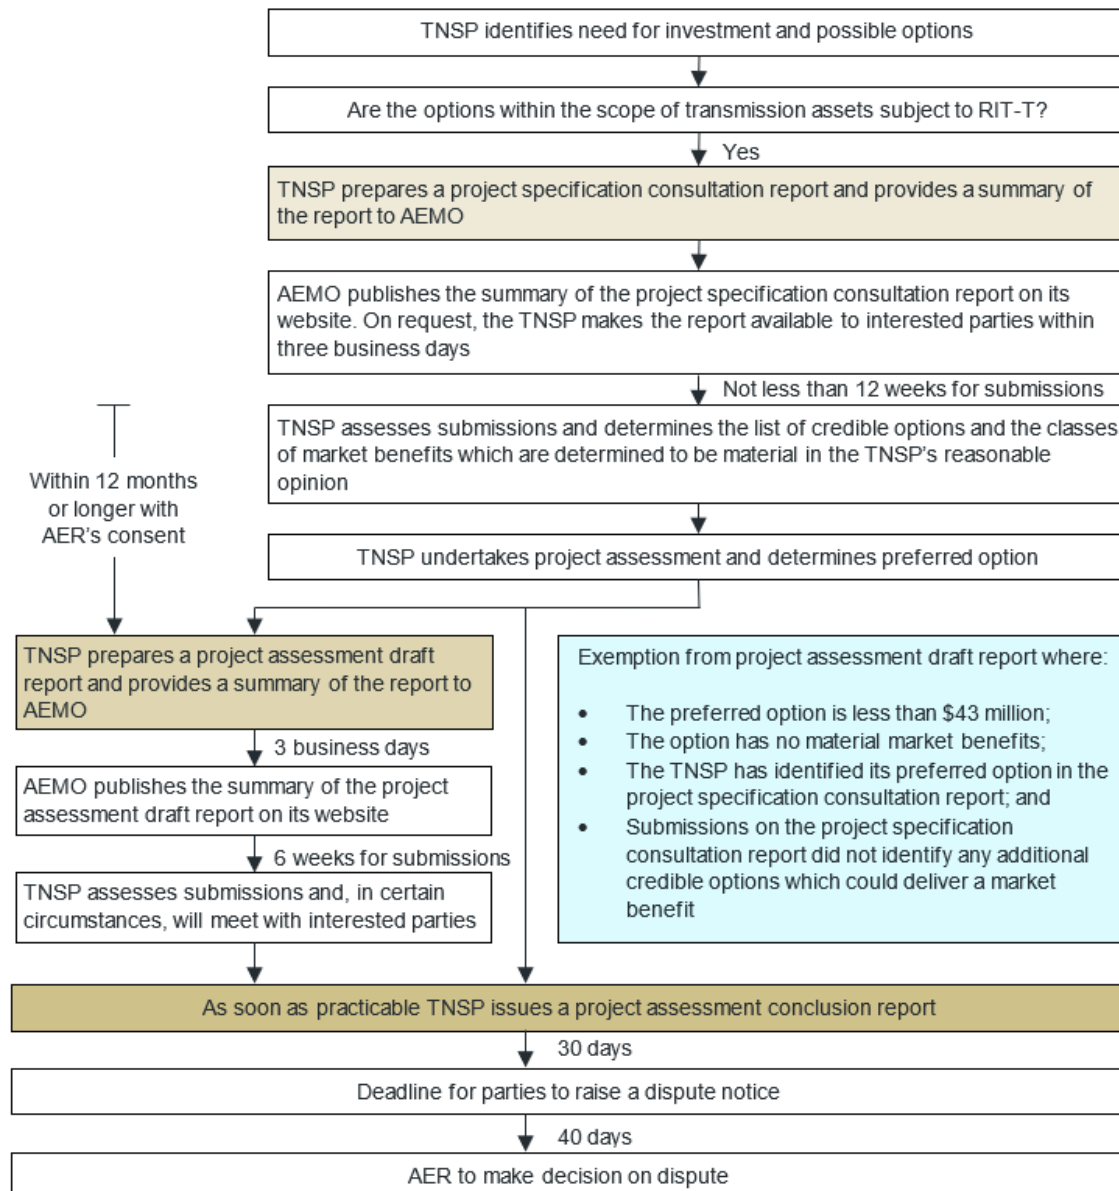 TNSP identifies need for investment and possible options
Are the options within the scope of transmission assets subject to RIT-T?
Yes
TNSP prepares a project specification consultation report and provides a summary of
the report to AEMO
AEMO publishes the summary of the project specification consultation report on its
website. On request, the TNSP makes the report available to interested parties within
three business days
Not less than 12 weeks for submissions
TNSP assesses submissions and determines the list of credible options and the classes
of market benefits which are determined to be material in the TNSP's reasonable
opinion
Within 12 months
or longer with
AER's consent
TNSP undertakes project assessment and determines preferred option
TNSP prepares a project assessment draft
report and provides a summary of the report to
AEMO
3 business days
AEMO publishes the summary of the project
assessment draft report on its website
6 weeks for submissions
TNSP assesses submissions and, in certain
circumstances, will meet with interested parties
Exemption from project assessment draft report where:
• The preferred option is less than $43 million;
• The option has no material market benefits;
• The TNSP has identified its preferred option in the
project specification consultation report; and
• Submissions on the project specification
consultation report did not identify any additional
credible options which could deliver a market
benefit
As soon as practicable TNSP issues a project assessment conclusion report
30 days
Deadline for parties to raise a dispute notice
40 days
AER to make decision on dispute